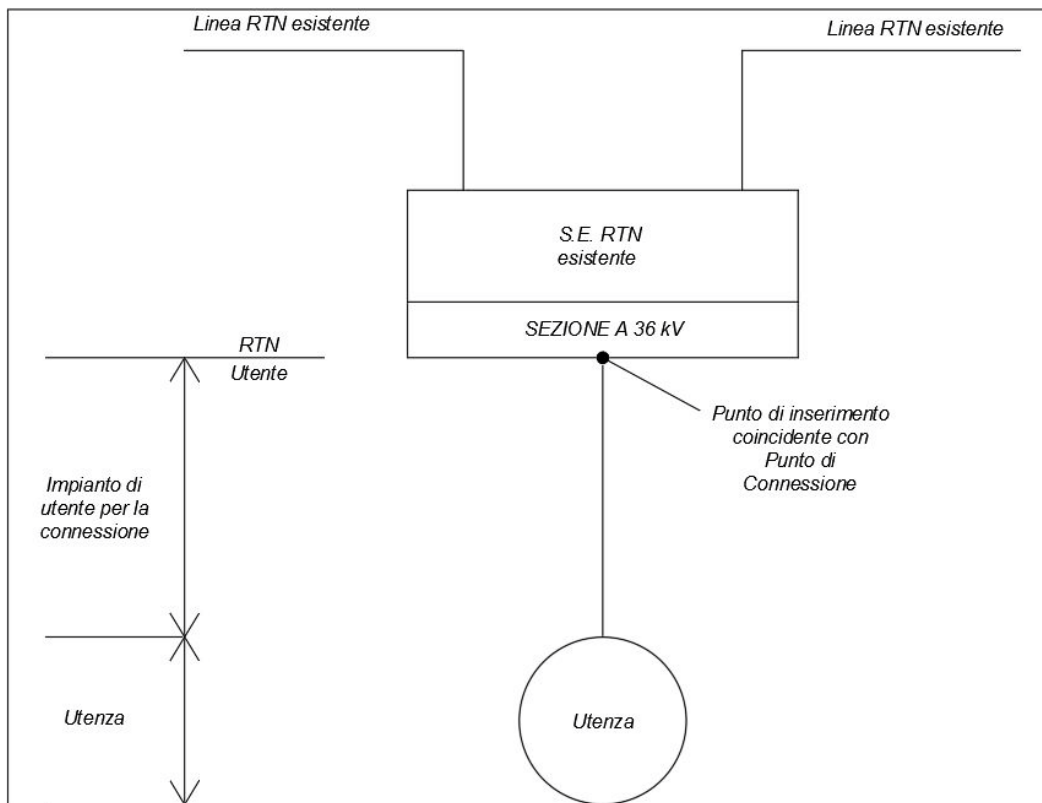 Linea RTN esistente
Linea RTN esistente
S.E. RTN
esistente
SEZIONE A 36 kV
RTN
Utente
Punto di inserimento
coincidente con
Punto di
Connessione
Impianto di
utente per la
connessione
Utenza
Utenza